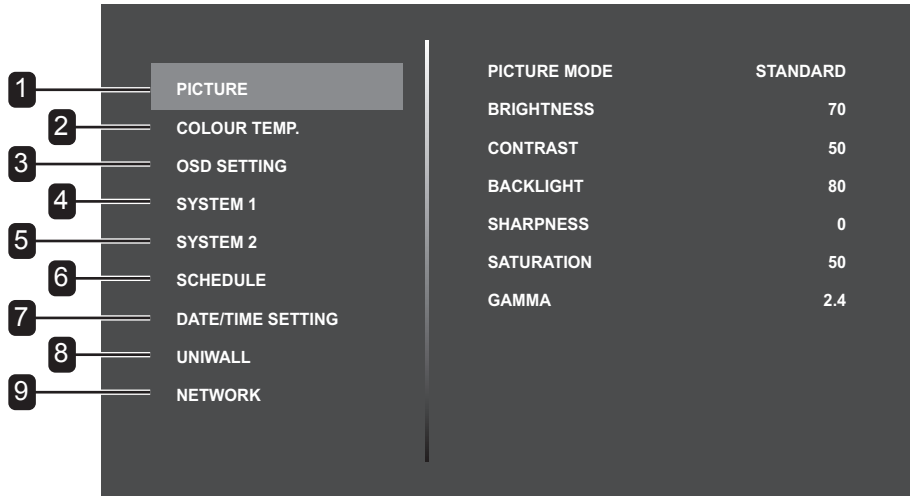 1 PICTURE
2 COLOUR TEMP.
3 OSD SETTING
4 SYSTEM 1
5 SYSTEM 2
6 SCHEDULE
7 DATE/TIME SETTING
8 UNIWALL
9 NETWORK
PICTURE MODE STANDARD
BRIGHTNESS 70
CONTRAST 50
BACKLIGHT 80
SHARPNESS 0
SATURATION 50
GAMMA 2.4